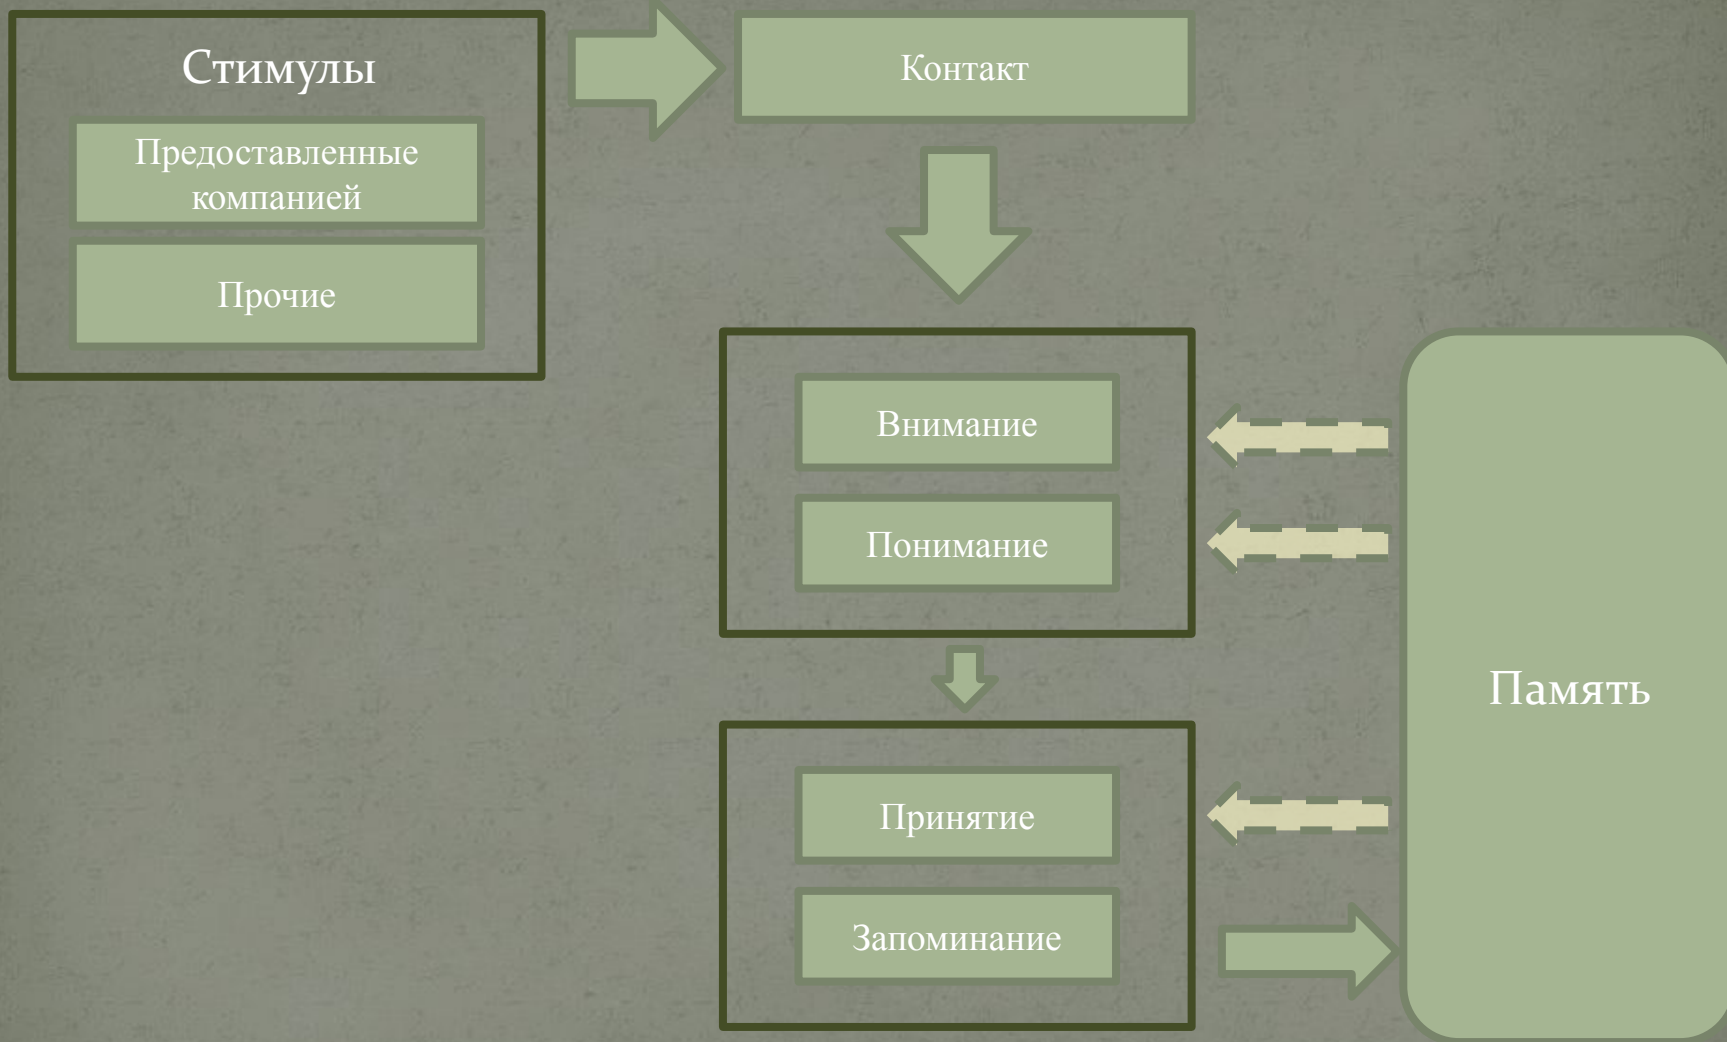 Стимулы
Предоставленные
компанией
Прочие
Контакт
Внимание
Понимание
Принятие
Запоминание
Память